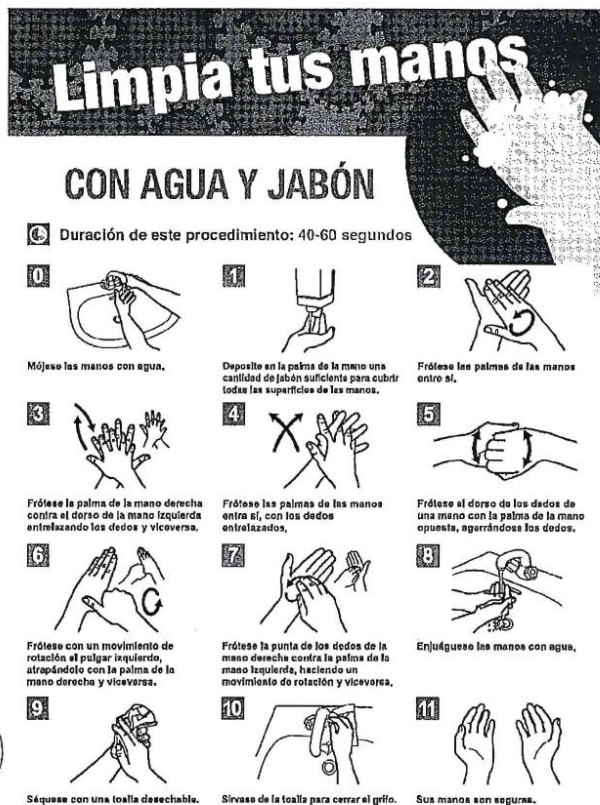 Limpia tus manos
CON AGUA Y JABÓN
Duración de este procedimiento: 40-60 segundos
0
Mójese las manos con agua.
1
Deposite en la palma de la mano una
cantidad de jabón suficiente para cubrir
todas las superficies de las manos.
2
Frótese las palmas de las manos
entre sí.
3
Frótese la palma de la mano derecha
contra el dorso de la mano izquierda
entrelazando los dedos y viceversa.
4
Frótese las palmas de las manos
entre sí, con los dedos
entrelazados.
5
Frótese el dorso de los dedos de
una mano con la palma de la mano
opuesta, agarrándose los dedos.
6
Frótese con un movimiento de
rotación el pulgar izquierdo,
atrapándolo con la palma de la
mano derecha y viceversa.
7
Frótese la punta de los dedos de la
mano derecha contra la palma de la
mano izquierda, haciendo un
movimiento de rotación y viceversa.
8
Enjuáguese las manos con agua.
9
Séquese con una toalla desechable.
10
Sírvase de la toalla para cerrar el grifo.
11
Sus manos son seguras.